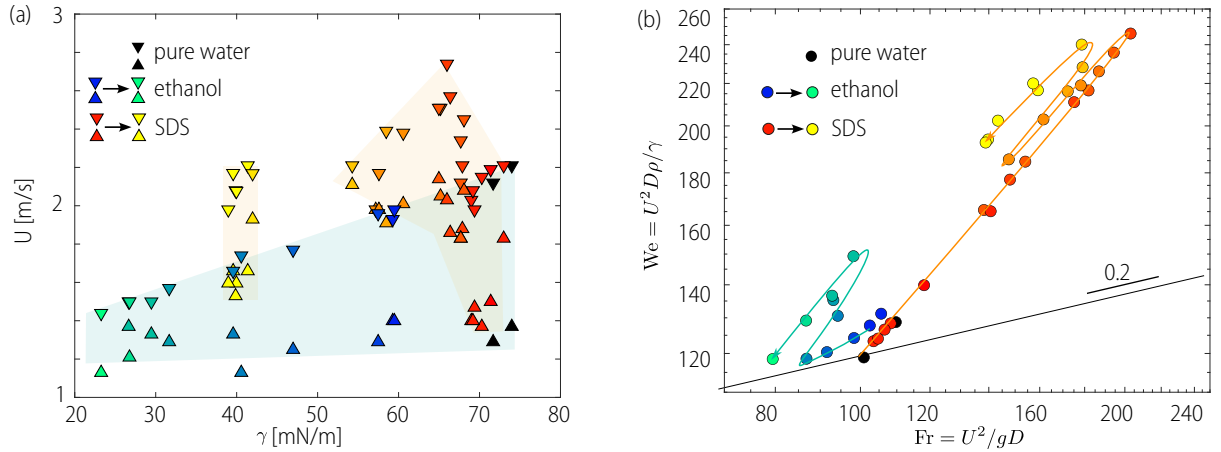 (a)
3
2
1
U [m/s]
pure water
ethanol
SDS
20 30 40 50 60 70 80
γ [mN/m]
(b)
260
240
220
200
180
160
140
120
We = U²Dρ/γ
pure water
ethanol
SDS
0.2
80 100 120 160 200 240
Fr = U²/gD